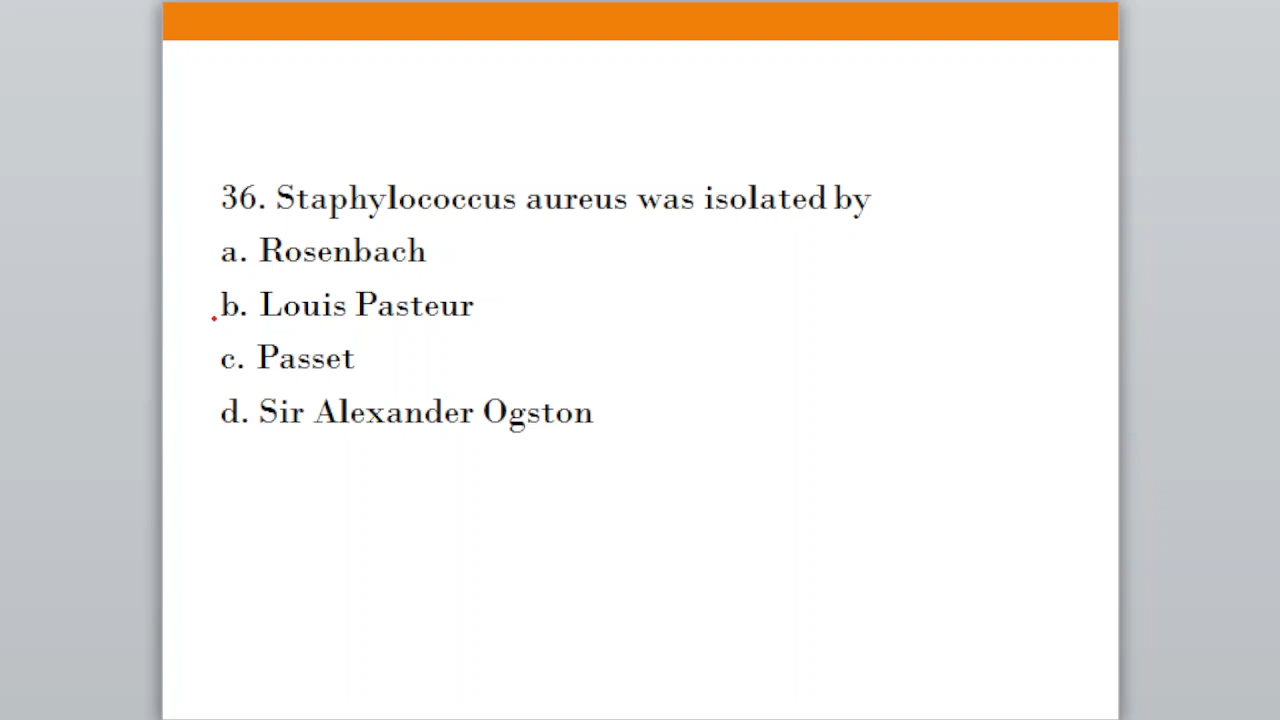 36. Staphylococcus aureus was isolated by
a. Rosenbach
b. Louis Pasteur
c. Passet
d. Sir Alexander Ogston